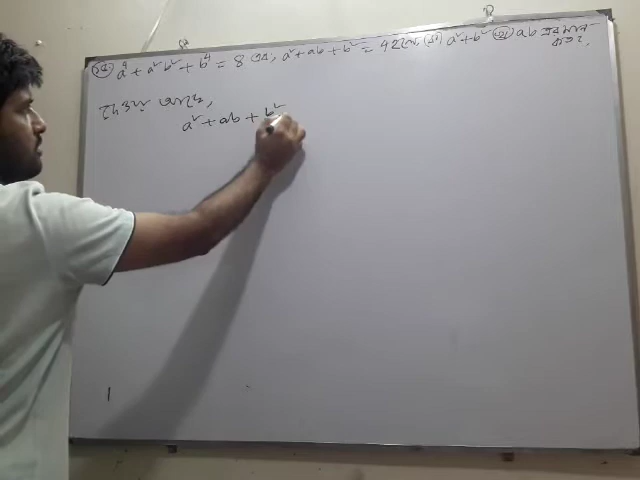 a⁴ + a²b² + b⁴ = 8 এবং, a² + ab + b² = 4 হলে, (i) a² + b² (ii) ab এর মান
দেওয়া আছে,
a² + ab + b²